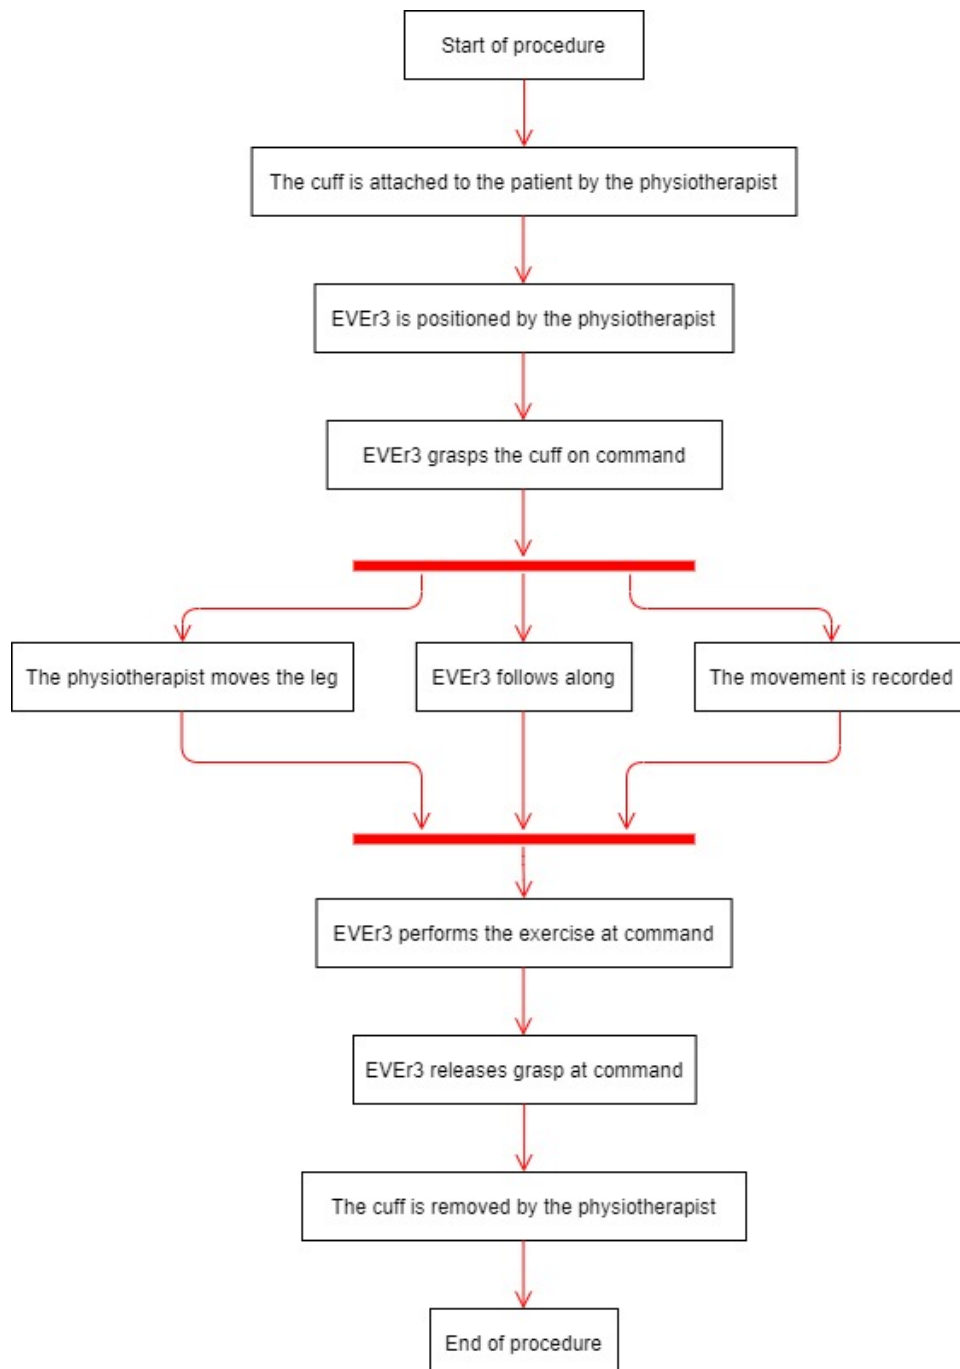 Start of procedure
The cuff is attached to the patient by the physiotherapist
EVEr3 is positioned by the physiotherapist
EVEr3 grasps the cuff on command
The physiotherapist moves the leg
EVEr3 follows along
The movement is recorded
EVEr3 performs the exercise at command
EVEr3 releases grasp at command
The cuff is removed by the physiotherapist
End of procedure